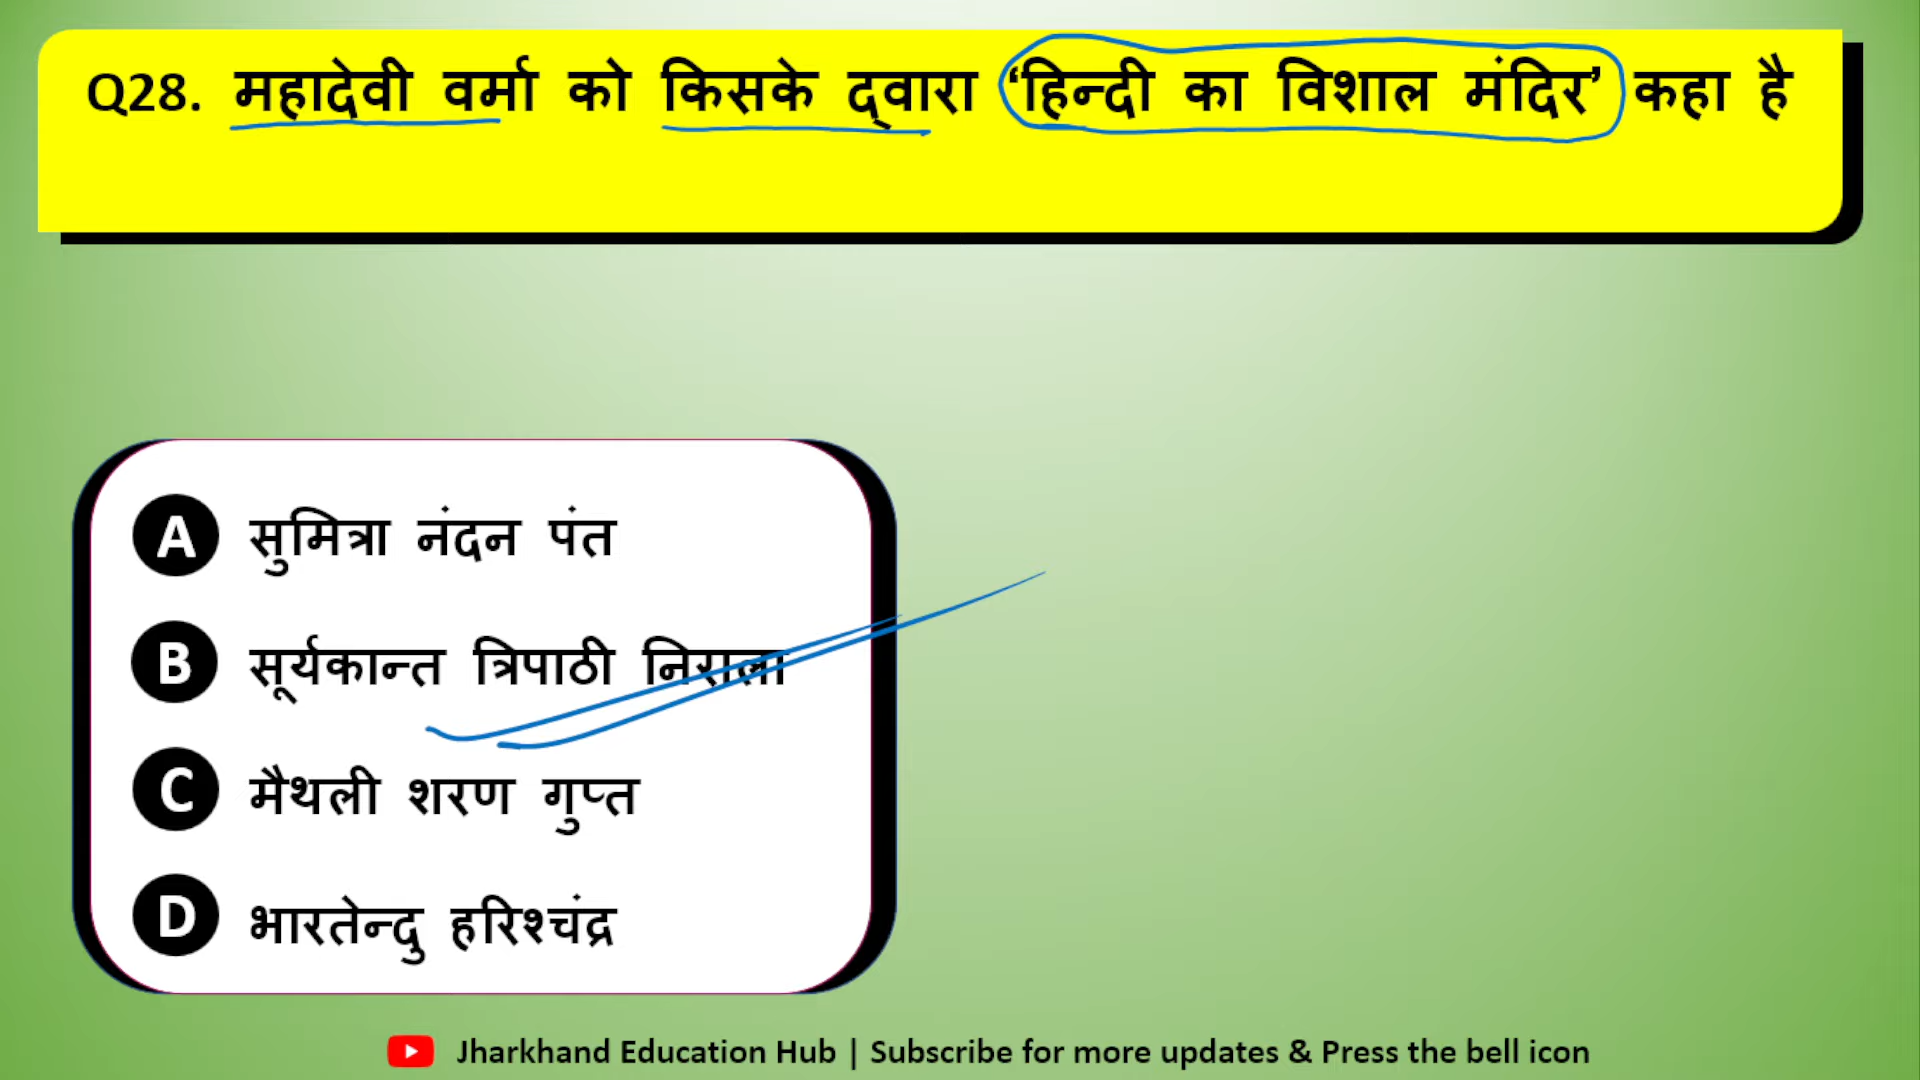 Q28. महादेवी वर्मा को किसके द्वारा ‘हिन्दी का विशाल मंदिर’ कहा है
A सुमित्रा नंदन पंत
B सूर्यकान्त त्रिपाठी निराला
C मैथली शरण गुप्त
D भारतेन्दु हरिश्चंद्र
Jharkhand Education Hub | Subscribe for more updates & Press the bell icon